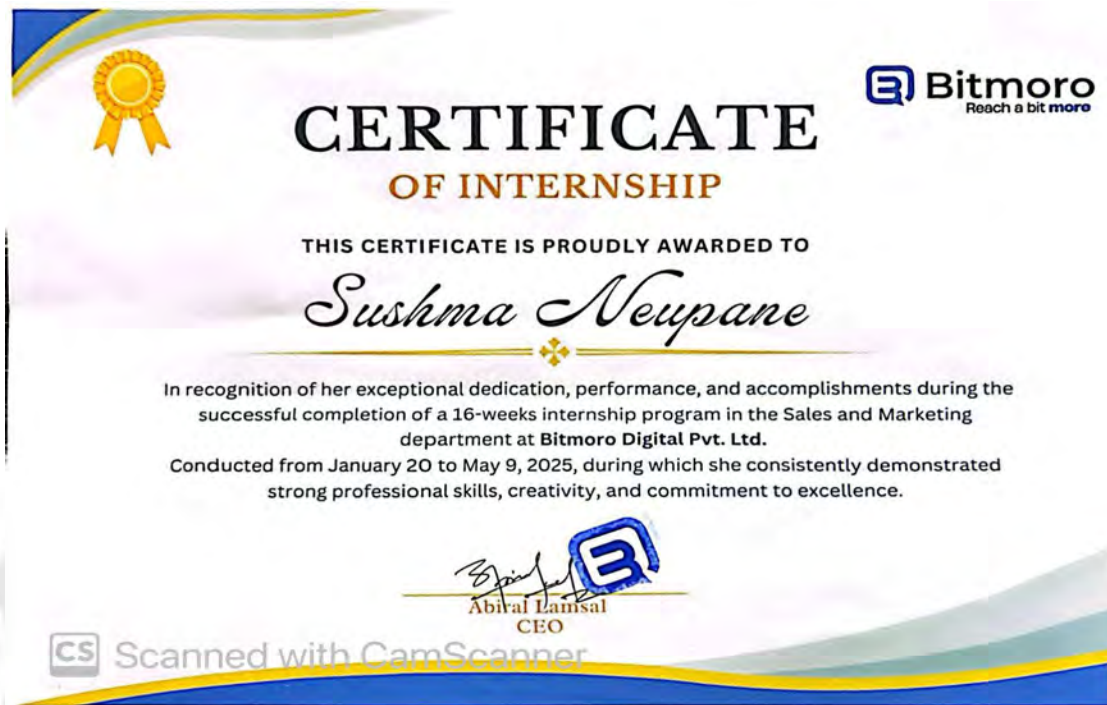 Bitmoro
Reach a bit more
CERTIFICATE
OF INTERNSHIP
THIS CERTIFICATE IS PROUDLY AWARDED TO
Sushma Neupane
In recognition of her exceptional dedication, performance, and accomplishments during the
successful completion of a 16-weeks internship program in the Sales and Marketing
department at Bitmoro Digital Pvt. Ltd.
Conducted from January 20 to May 9, 2025, during which she consistently demonstrated
strong professional skills, creativity, and commitment to excellence.
Abiral Lamsal
CEO
CS Scanned with CamScanner